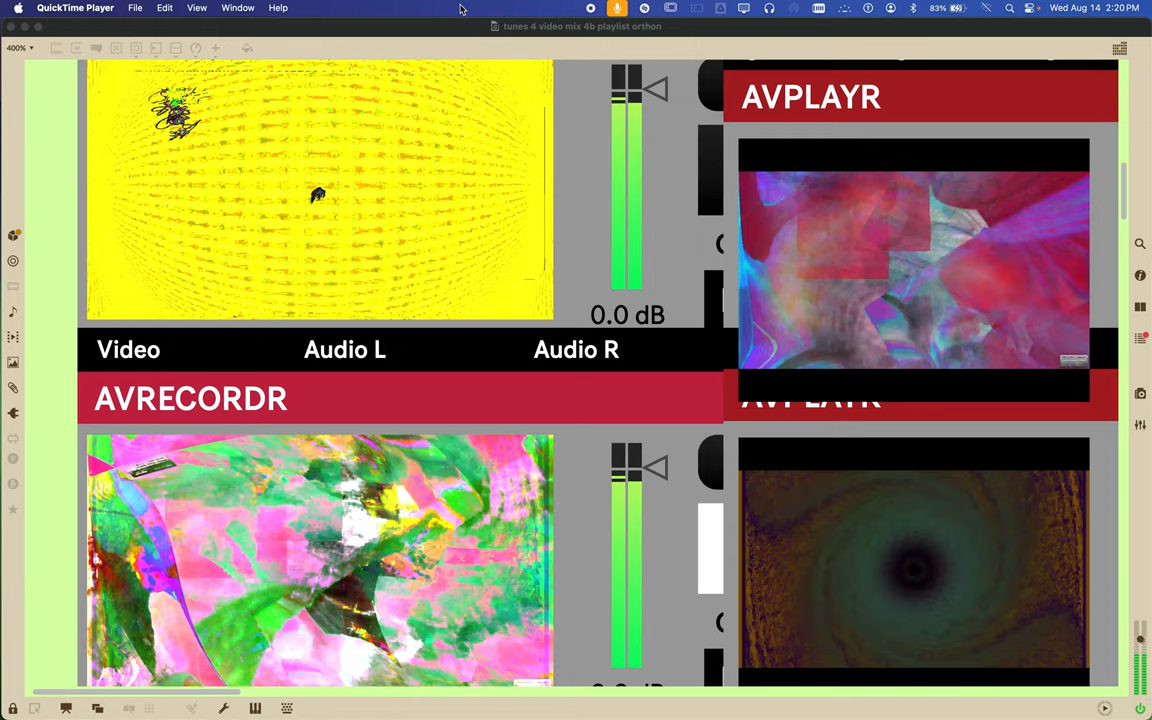 QuickTime Player File Edit View Window Help 83% Wed Aug 14 2:20 PM
tunes 4 video mix 4b playlist orthon
400%
AVPLAYR
0.0 dB
Video Audio L Audio R
AVRECORDR